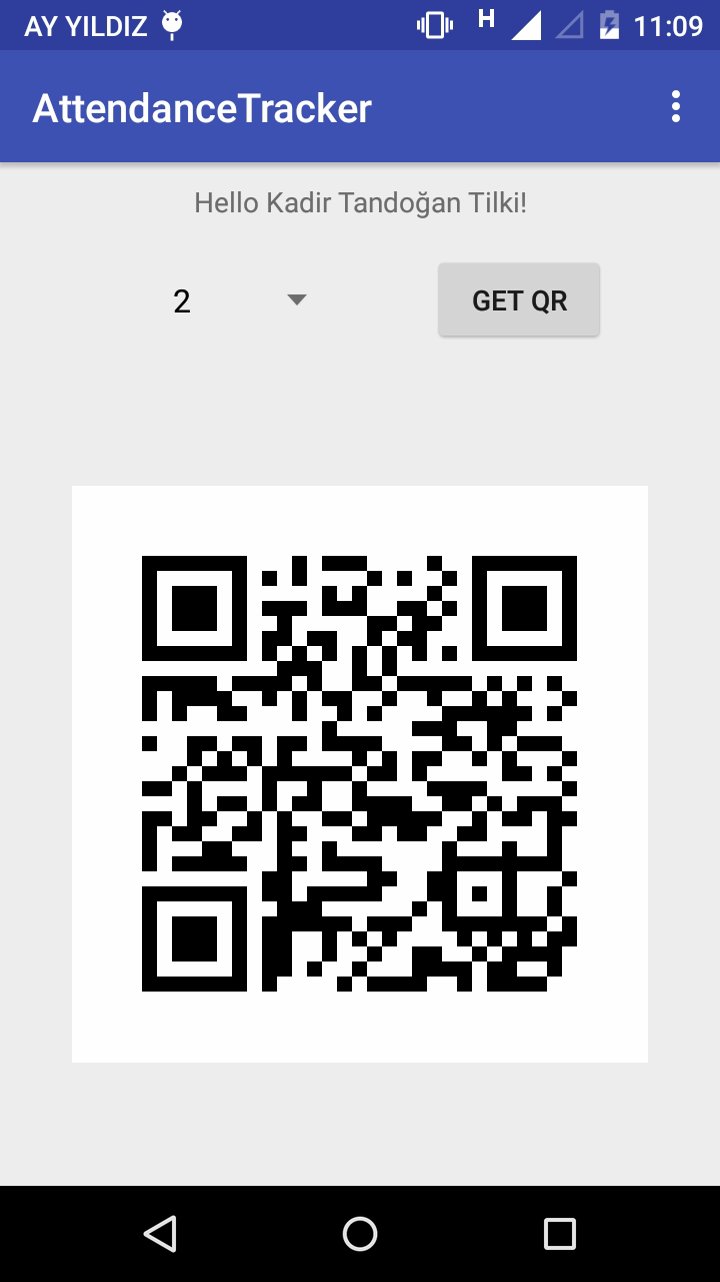 AY YILDIZ H 11:09
AttendanceTracker
Hello Kadir Tandoğan Tilki!
2 GET QR